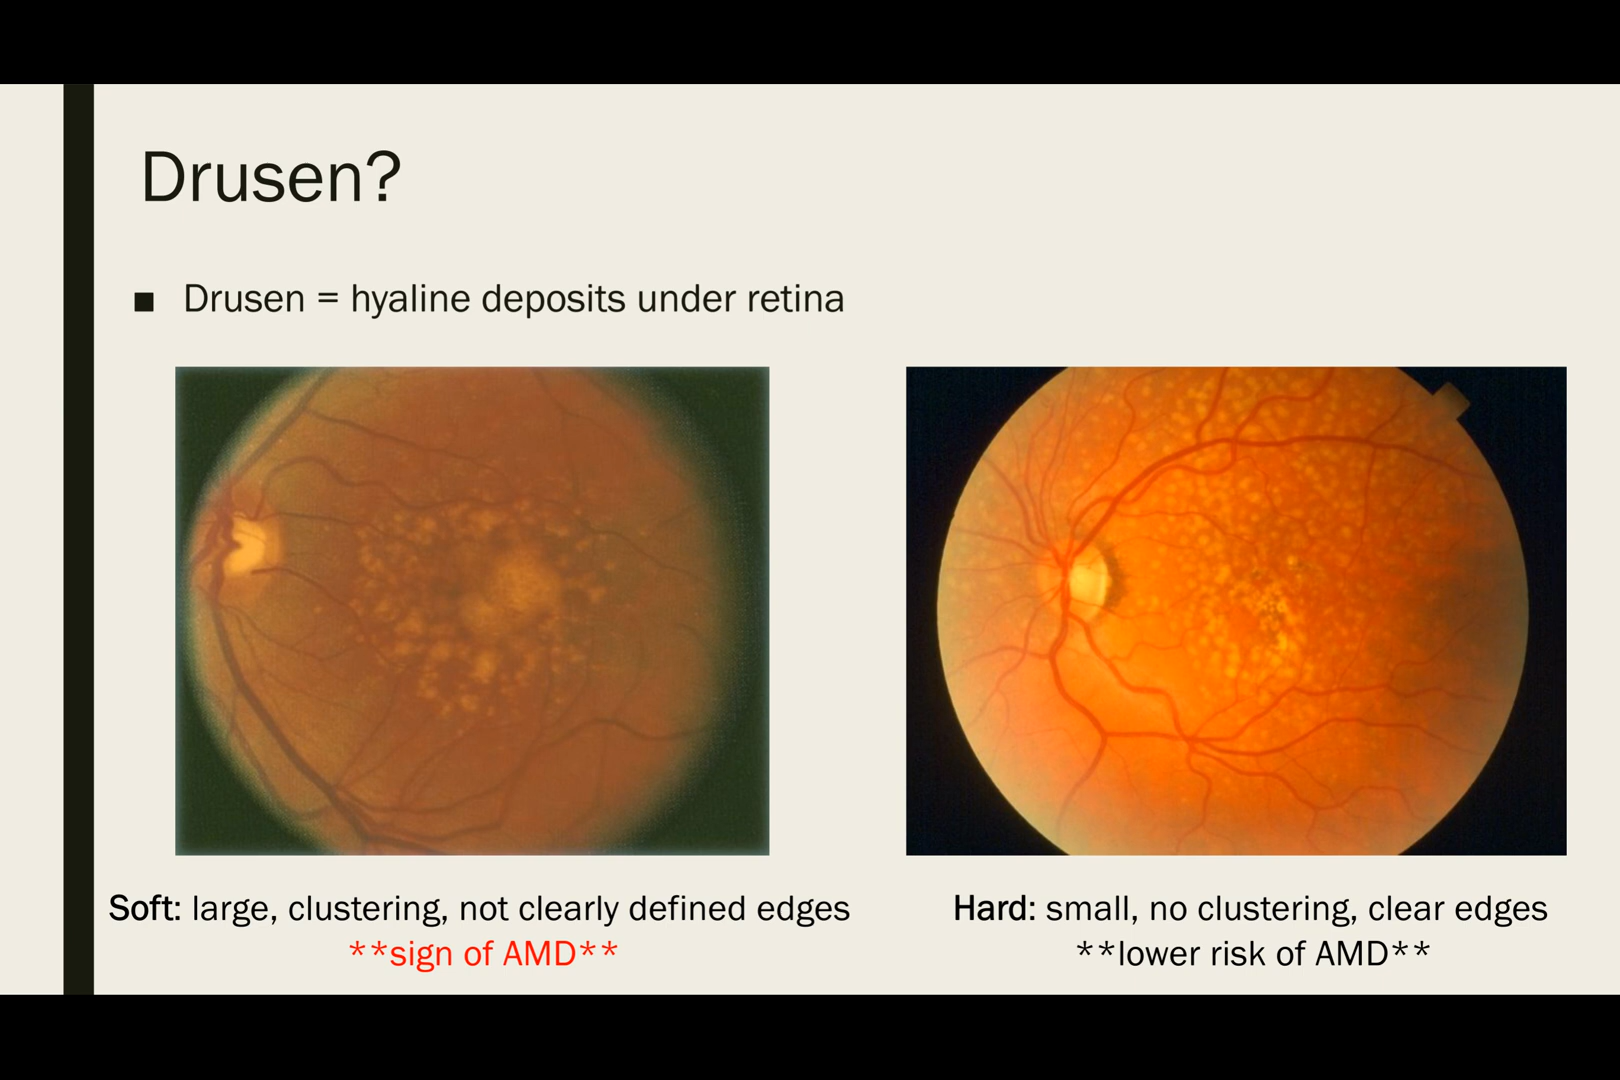 Drusen?
■ Drusen = hyaline deposits under retina
Soft: large, clustering, not clearly defined edges
**sign of AMD**
Hard: small, no clustering, clear edges
**lower risk of AMD**